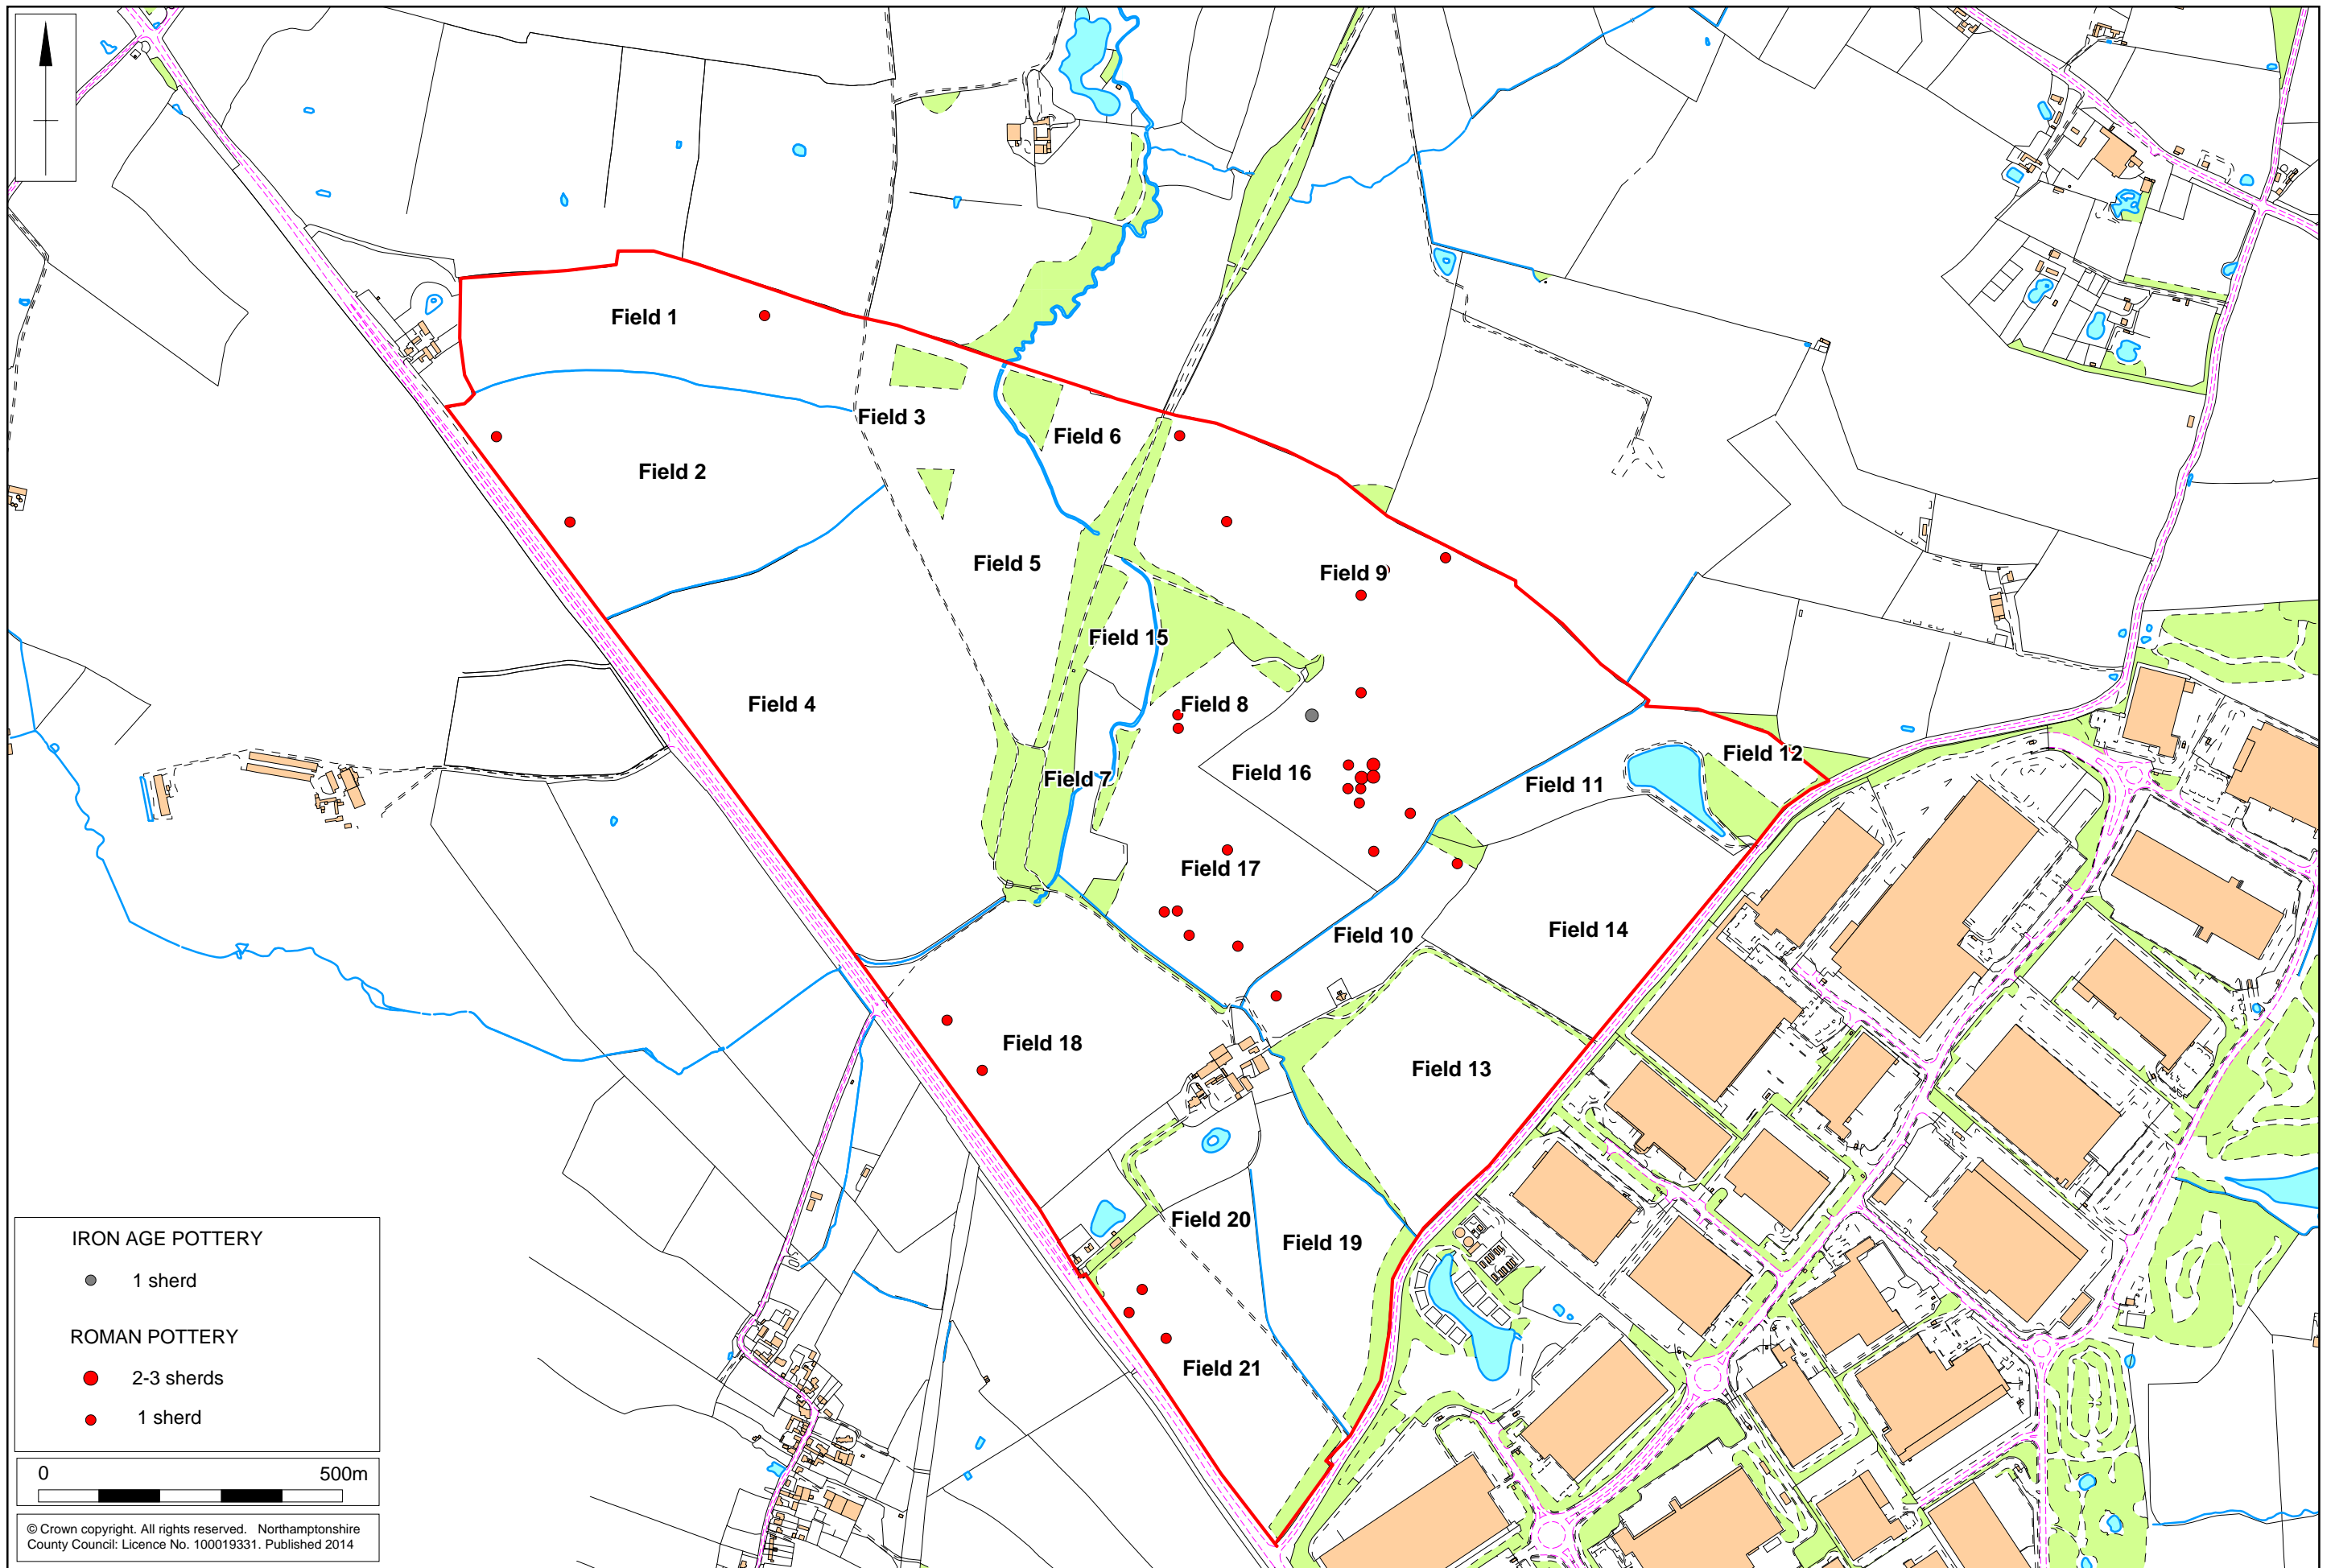 Field 1
Field 3
Field 6
Field 2
Field 5
Field 9
Field 15
Field 4
Field 8
Field 12
Field 7
Field 16
Field 11
Field 17
Field 10
Field 14
Field 18
Field 13
Field 20
Field 19
Field 21
IRON AGE POTTERY
1 sherd
ROMAN POTTERY
2-3 sherds
1 sherd
0 500m
© Crown copyright. All rights reserved. Northamptonshire
County Council: Licence No. 100019331. Published 2014